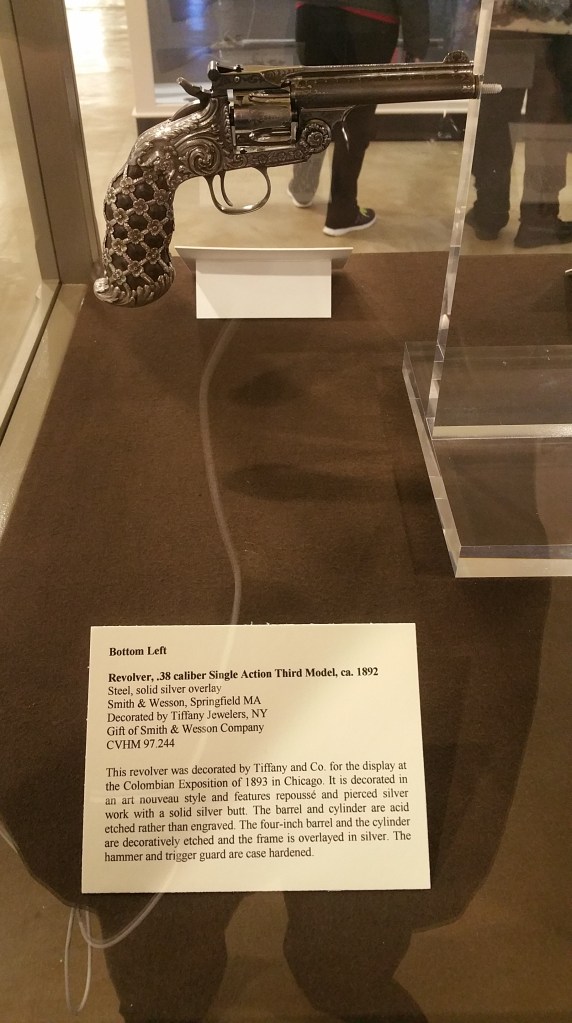 Bottom Left
Revolver, .38 caliber Single Action Third Model, ca. 1892
Steel, solid silver overlay
Smith & Wesson, Springfield MA
Decorated by Tiffany Jewelers, NY
Gift of Smith & Wesson Company
CVHM 97.244
This revolver was decorated by Tiffany and Co. for the display at
the Colombian Exposition of 1893 in Chicago. It is decorated in
an art nouveau style and features repoussé and pierced silver
work with a solid silver butt. The barrel and cylinder are acid
etched rather than engraved. The four-inch barrel and the cylinder
are decoratively etched and the frame is overlayed in silver. The
hammer and trigger guard are case hardened.